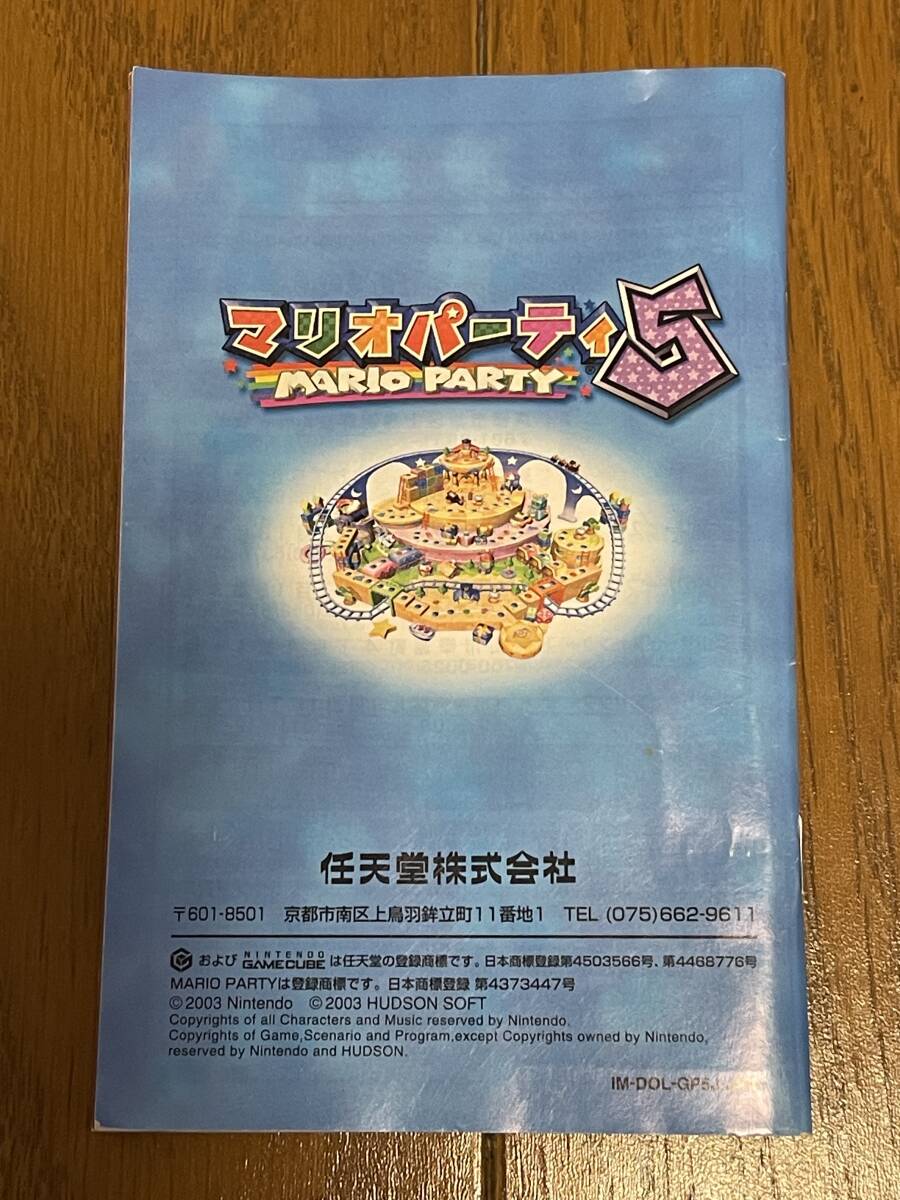 マリオパーティ5
MARIO PARTY
任天堂株式会社
〒601-8501 京都市南区上鳥羽鉾立町11番地1 TEL (075)662-9611
および NINTENDO GAMECUBE は任天堂の登録商標です。日本商標登録第4503566号、第4468776号
MARIO PARTYは登録商標です。日本商標登録 第4373447号
©2003 Nintendo ©2003 HUDSON SOFT
Copyrights of all Characters and Music reserved by Nintendo.
Copyrights of Game,Scenario and Program,except Copyrights owned by Nintendo,
reserved by Nintendo and HUDSON.